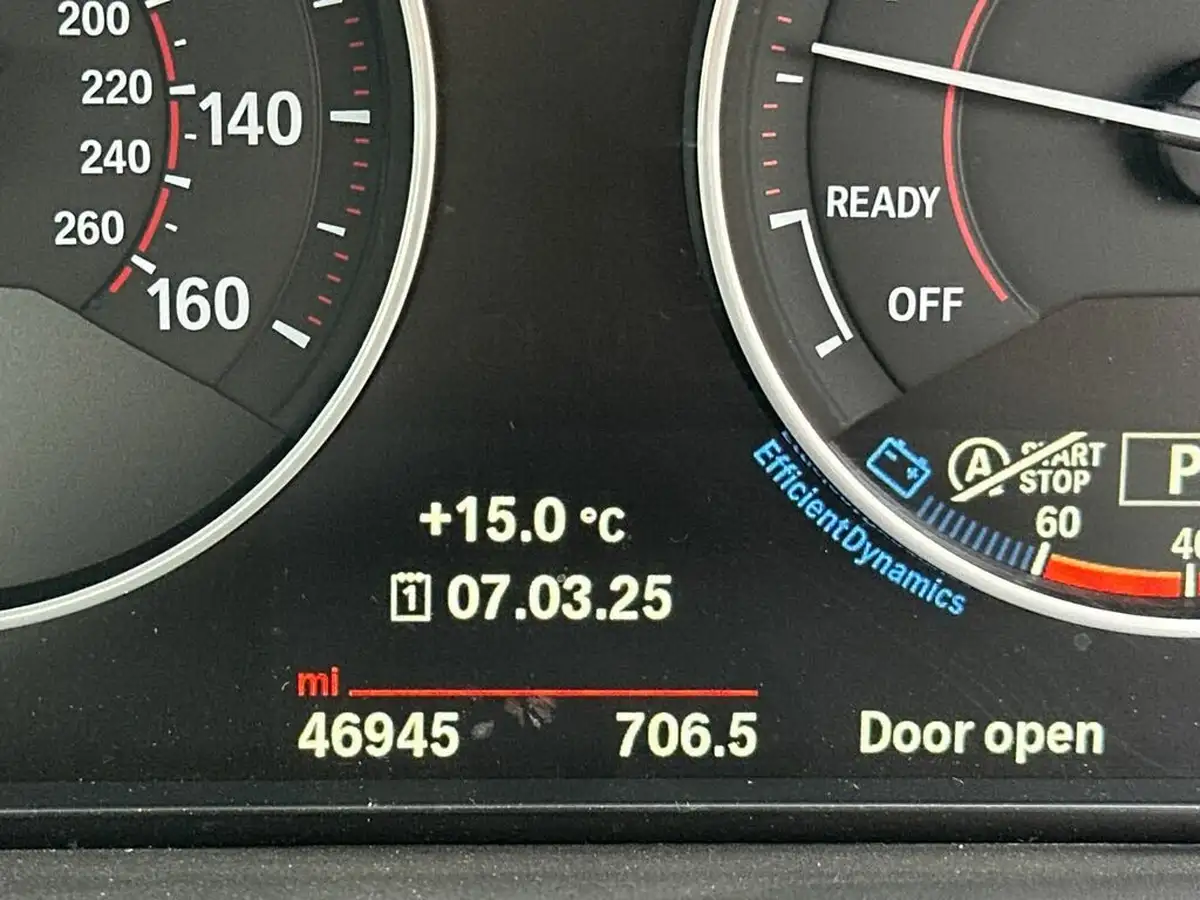 200
220
240
260
140
160
READY
OFF
EfficientDynamics
A
START
STOP
P
60
+15.0 °C
1 07.03.25
mi
46945 706.5
Door open